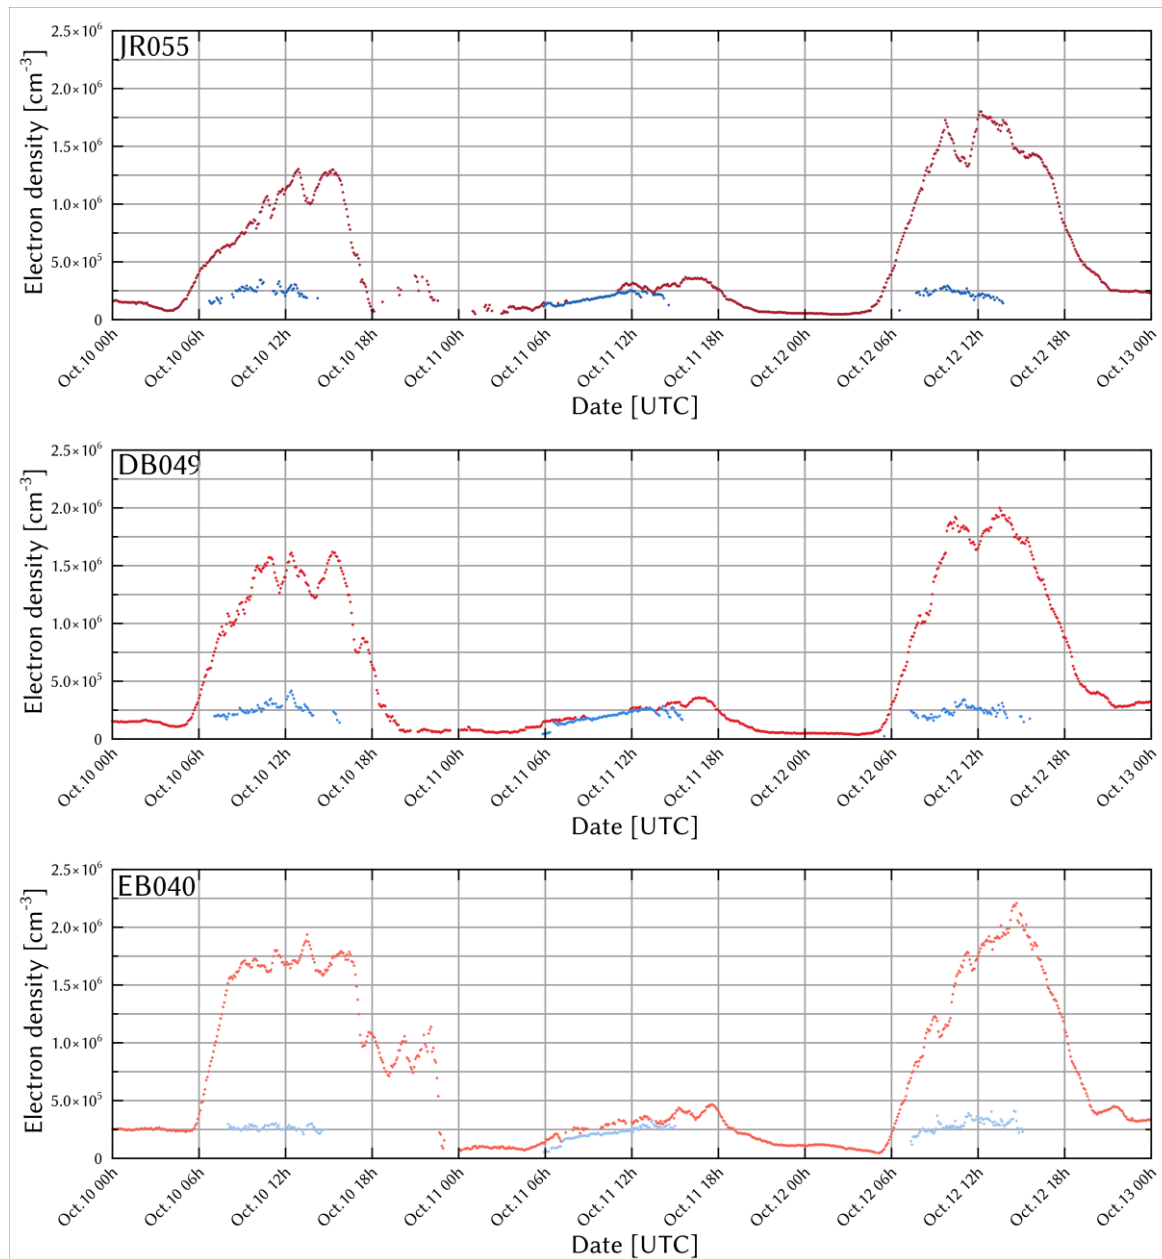 JR055
Electron density [cm⁻³]
2.5×10⁶
2.0×10⁶
1.5×10⁶
1.0×10⁶
5.0×10⁵
0
Oct. 10 00h
Oct. 10 06h
Oct. 10 12h
Oct. 10 18h
Oct. 11 00h
Oct. 11 06h
Oct. 11 12h
Oct. 11 18h
Oct. 12 00h
Oct. 12 06h
Oct. 12 12h
Oct. 12 18h
Oct. 13 00h
Date [UTC]
DB049
Electron density [cm⁻³]
2.5×10⁶
2.0×10⁶
1.5×10⁶
1.0×10⁶
5.0×10⁵
0
Oct. 10 00h
Oct. 10 06h
Oct. 10 12h
Oct. 10 18h
Oct. 11 00h
Oct. 11 06h
Oct. 11 12h
Oct. 11 18h
Oct. 12 00h
Oct. 12 06h
Oct. 12 12h
Oct. 12 18h
Oct. 13 00h
Date [UTC]
EB040
Electron density [cm⁻³]
2.5×10⁶
2.0×10⁶
1.5×10⁶
1.0×10⁶
5.0×10⁵
0
Oct. 10 00h
Oct. 10 06h
Oct. 10 12h
Oct. 10 18h
Oct. 11 00h
Oct. 11 06h
Oct. 11 12h
Oct. 11 18h
Oct. 12 00h
Oct. 12 06h
Oct. 12 12h
Oct. 12 18h
Oct. 13 00h
Date [UTC]